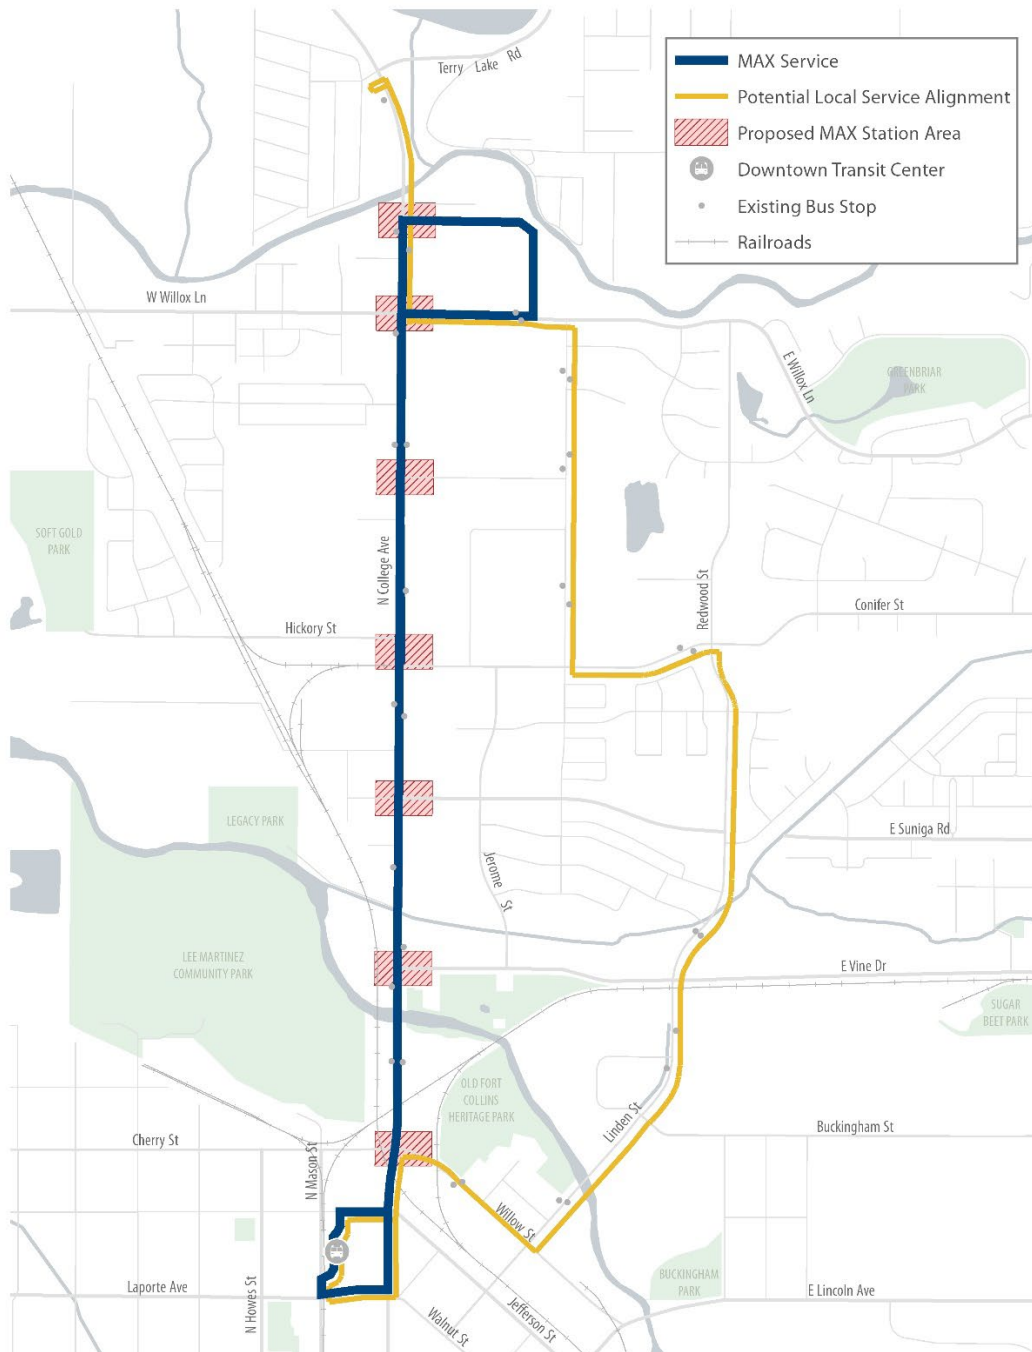 Terry Lake Rd
MAX Service
Potential Local Service Alignment
Proposed MAX Station Area
Downtown Transit Center
Existing Bus Stop
Railroads
W Willox Ln
E Willox Ln
GREENBRIAR
PARK
SOFT GOLD
PARK
N College Ave
Redwood St
Conifer St
Hickory St
LEGACY PARK
E Suniga Rd
Jerome St
LEE MARTINEZ
COMMUNITY PARK
E Vine Dr
SUGAR
BEET PARK
OLD FORT
COLLINS
HERITAGE PARK
Linden St
Buckingham St
Cherry St
N Mason St
Willow St
BUCKINGHAM
PARK
Laporte Ave
N Howes St
E Lincoln Ave
Jefferson St
Walnut St